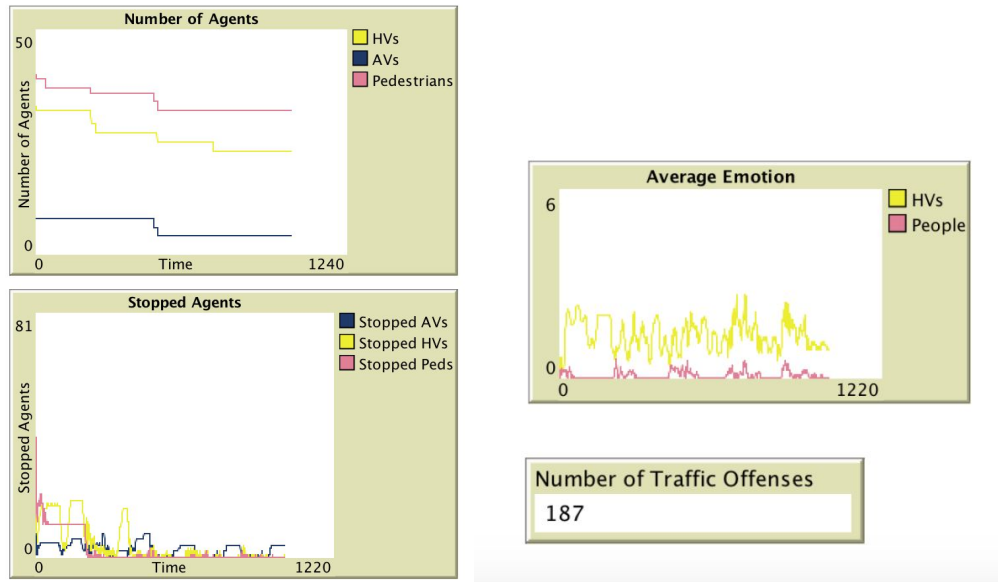 Number of Agents
50
Number of Agents
0
0
Time
1240
HVs
AVs
Pedestrians
Stopped Agents
81
Stopped Agents
0
0
Time
1220
Stopped AVs
Stopped HVs
Stopped Peds
Average Emotion
6
0
0
1220
HVs
People
Number of Traffic Offenses
187